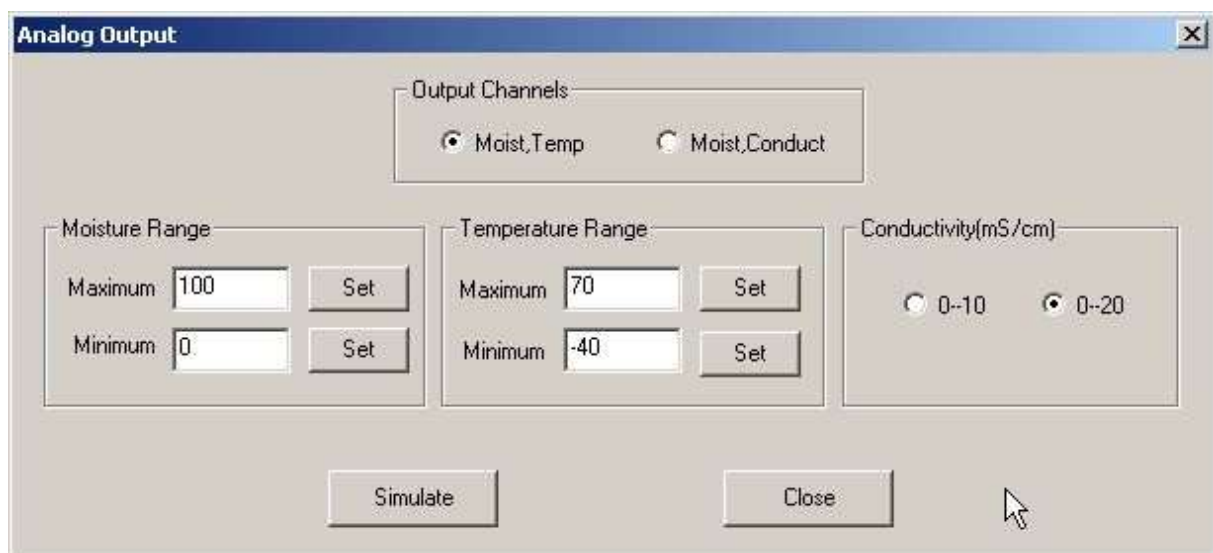 Analog Output
Output Channels
Moist,Temp
Moist,Conduct
Moisture Range
Maximum 100 Set
Minimum 0 Set
Temperature Range
Maximum 70 Set
Minimum -40 Set
Conductivity(mS/cm)
0--10
0--20
Simulate
Close